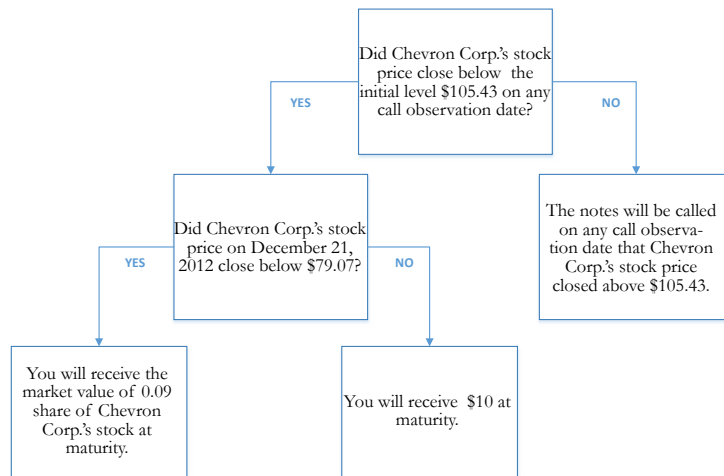 Did Chevron Corp.'s stock
price close below the
initial level $105.43 on any
call observation date?
YES
NO
Did Chevron Corp.'s stock
price on December 21,
2012 close below $79.07?
The notes will be called
on any call observa-
tion date that Chevron
Corp.'s stock price
closed above $105.43.
YES
NO
You will receive the
market value of 0.09
share of Chevron
Corp.'s stock at
maturity.
You will receive $10 at
maturity.